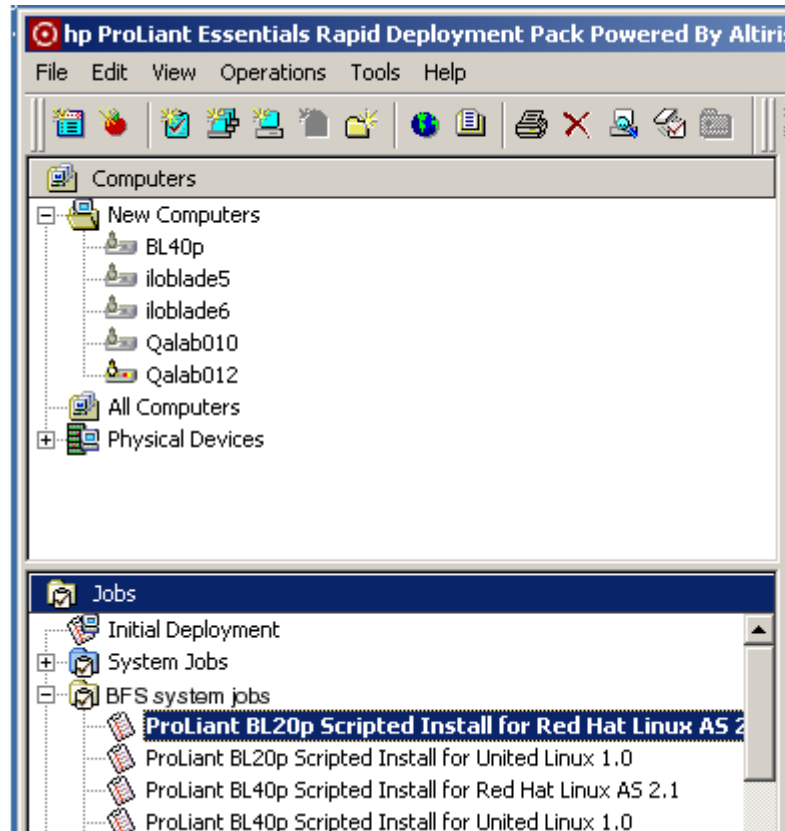 hp ProLiant Essentials Rapid Deployment Pack Powered By Altiris
File Edit View Operations Tools Help
Computers
New Computers
BL40p
iloblade5
iloblade6
Qalab010
Qalab012
All Computers
Physical Devices
Jobs
Initial Deployment
System Jobs
BFS system jobs
ProLiant BL20p Scripted Install for Red Hat Linux AS 2
ProLiant BL20p Scripted Install for United Linux 1.0
ProLiant BL40p Scripted Install for Red Hat Linux AS 2.1
ProLiant BL40p Scripted Install for United Linux 1.0